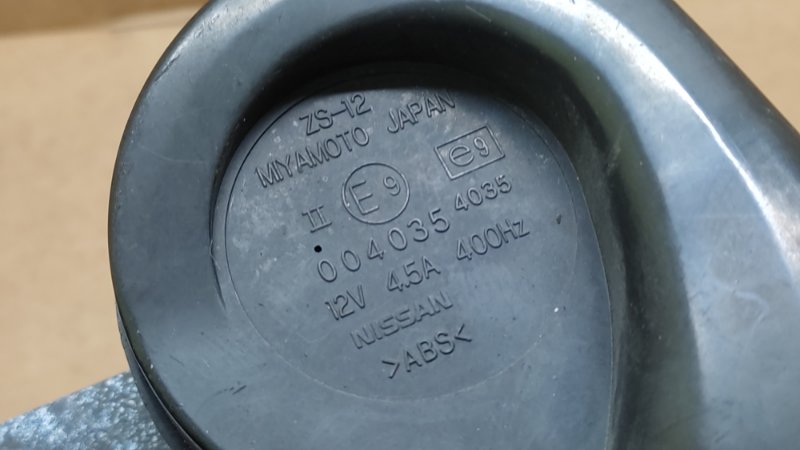 ZS-12
MIYAMOTO JAPAN
II E9 e9
004035 4035
12V 4.5A 400Hz
NISSAN
>ABS<